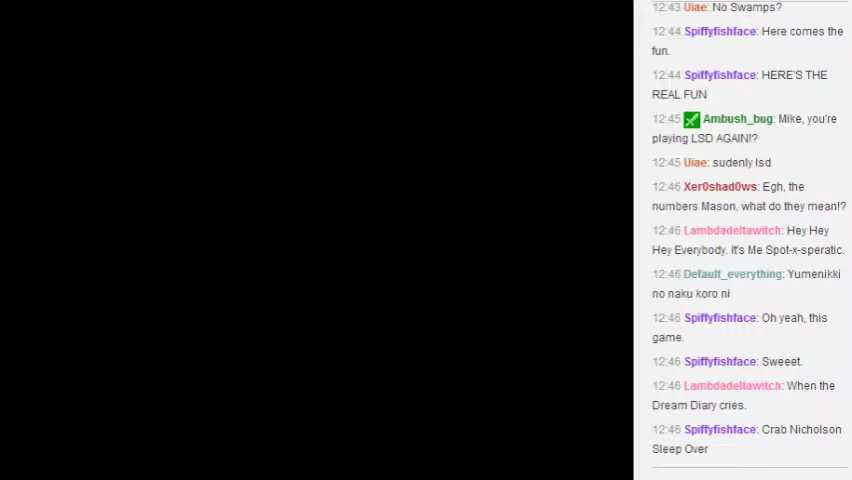 12:43 Uiae: No Swamps?
12:44 Spiffyfishface: Here comes the
fun.
12:44 Spiffyfishface: HERE'S THE
REAL FUN
12:45 Ambush_bug: Mike, you're
playing LSD AGAIN!?
12:45 Uiae: sudenly lsd
12:46 Xer0shad0ws: Egh, the
numbers Mason, what do they mean!?
12:46 Lambdadeltawitch: Hey Hey
Hey Everybody. It's Me Spot-x-speratic.
12:46 Default_everything: Yumenikki
no naku koro ni
12:46 Spiffyfishface: Oh yeah, this
game.
12:46 Spiffyfishface: Sweeet.
12:46 Lambdadeltawitch: When the
Dream Diary cries.
12:46 Spiffyfishface: Crab Nicholson
Sleep Over